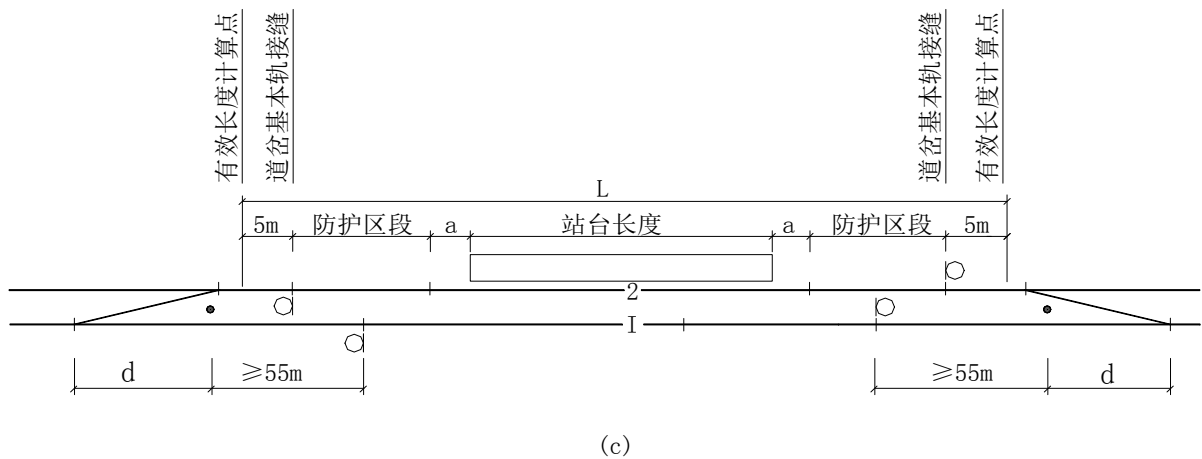 有效长度计算点
道岔基本轨接缝
道岔基本轨接缝
有效长度计算点
L
5m
防护区段
a
站台长度
a
防护区段
5m
2
I
d
≥55m
≥55m
d
(c)